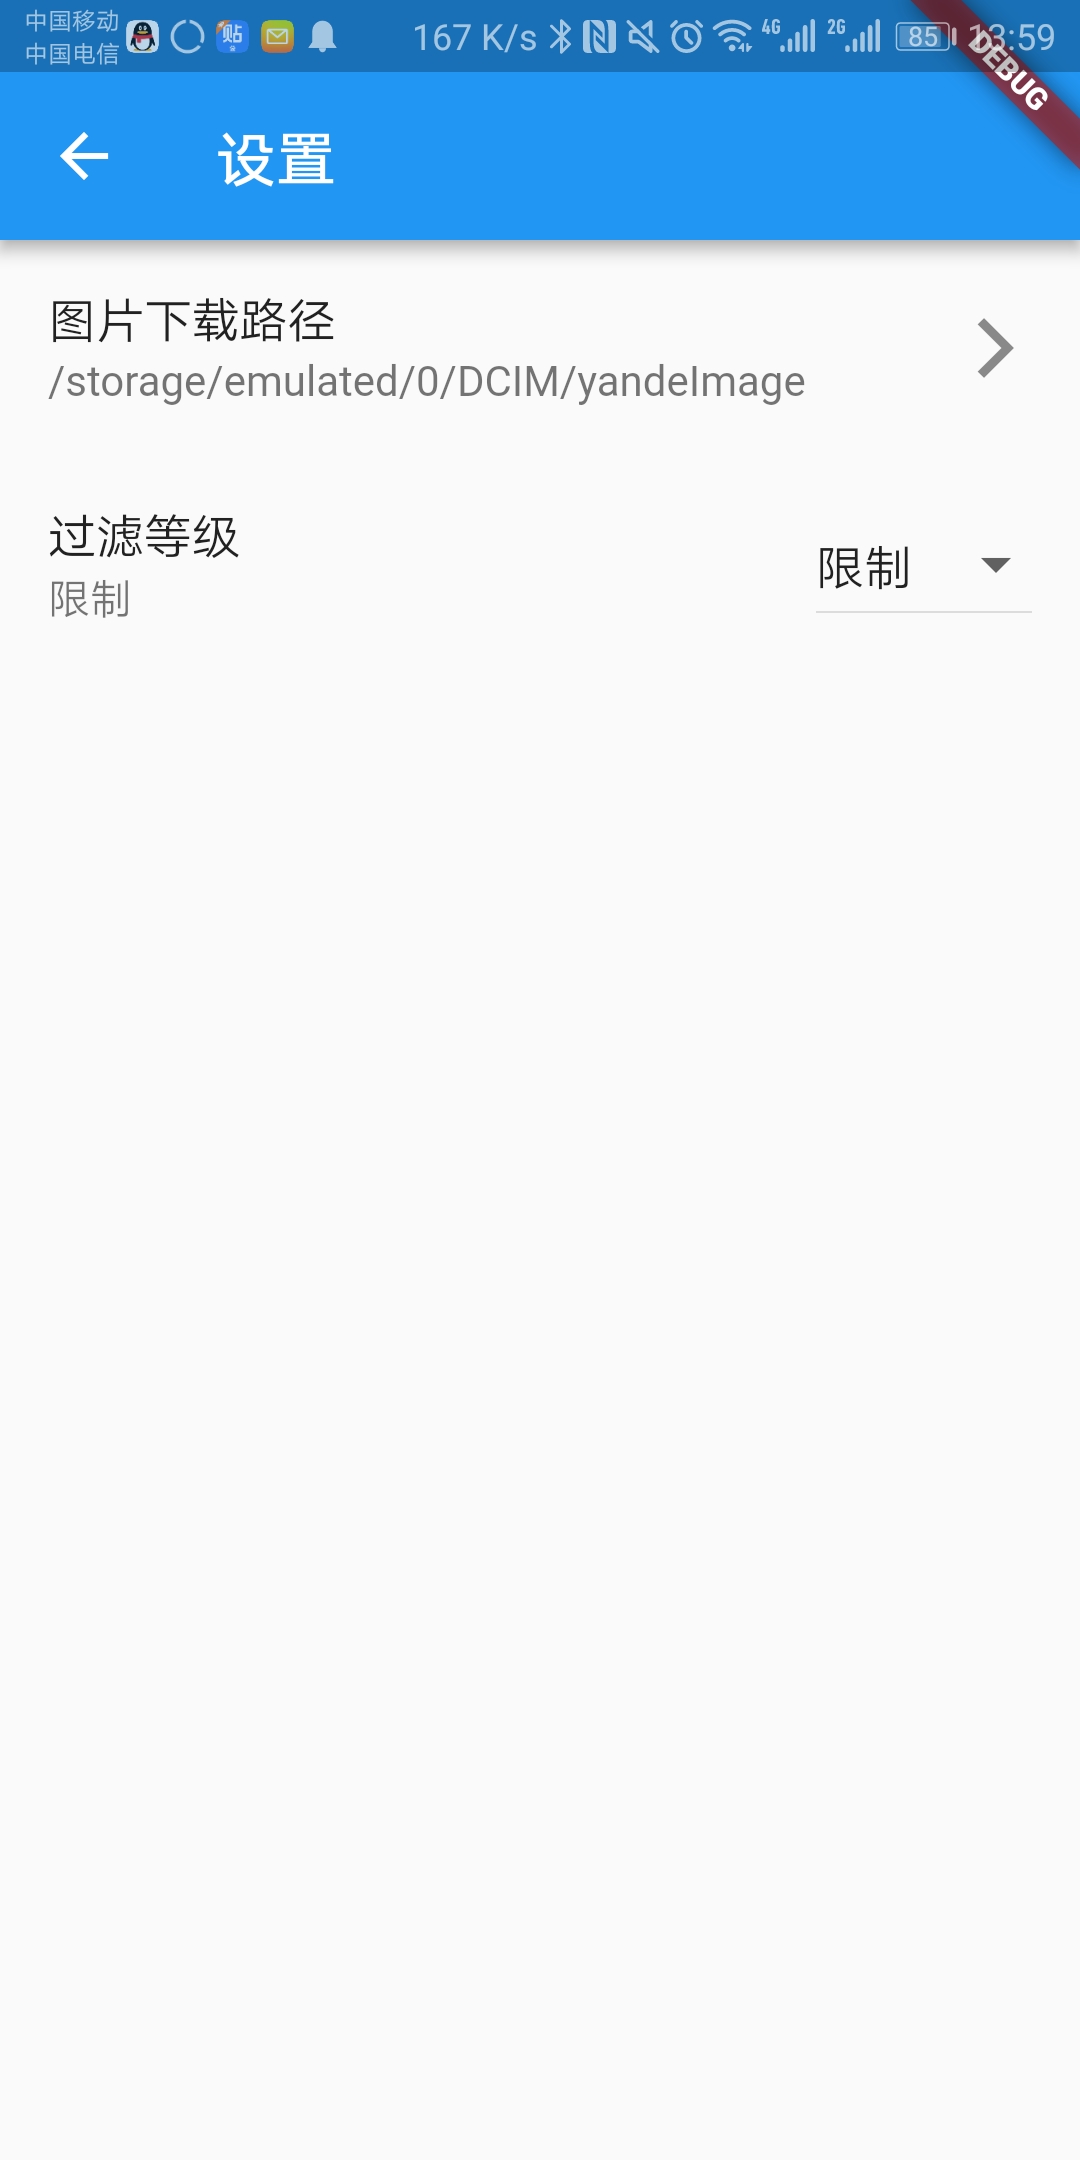 中国移动
中国电信
贴
167 K/s
4G
2G
85
13:59
DEBUG
设置
图片下载路径
/storage/emulated/0/DCIM/yandeImage
过滤等级
限制
限制